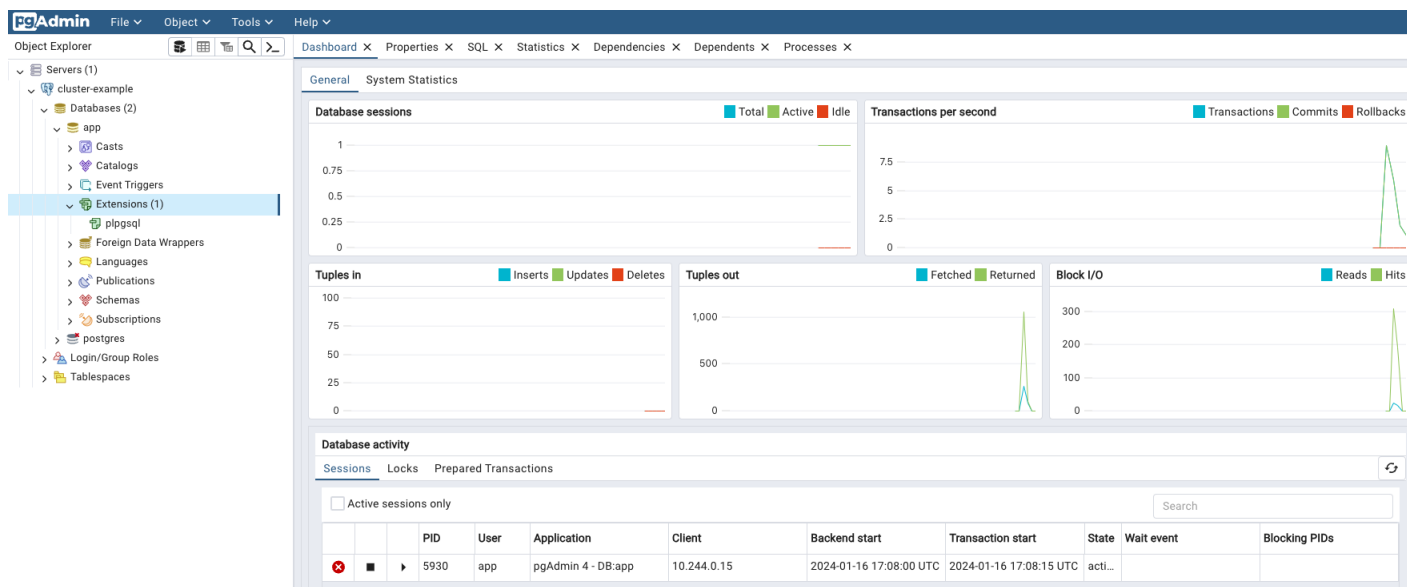 pgAdmin File Object Tools Help
Object Explorer
Dashboard Properties SQL Statistics Dependencies Dependents Processes
Servers (1)
cluster-example
Databases (2)
app
Casts
Catalogs
Event Triggers
Extensions (1)
plpgsql
Foreign Data Wrappers
Languages
Publications
Schemas
Subscriptions
postgres
Login/Group Roles
Tablespaces
General System Statistics
Database sessions Total Active Idle
1
0.75
0.5
0.25
0
Transactions per second Transactions Commits Rollbacks
7.5
5
2.5
0
Tuples in Inserts Updates Deletes
100
75
50
25
0
Tuples out Fetched Returned
1,000
500
0
Block I/O Reads Hits
300
200
100
0
Database activity
Sessions Locks Prepared Transactions
Active sessions only
Search
PID User Application Client Backend start Transaction start State Wait event Blocking PIDs
5930 app pgAdmin 4 - DB:app 10.244.0.15 2024-01-16 17:08:00 UTC 2024-01-16 17:08:15 UTC acti...